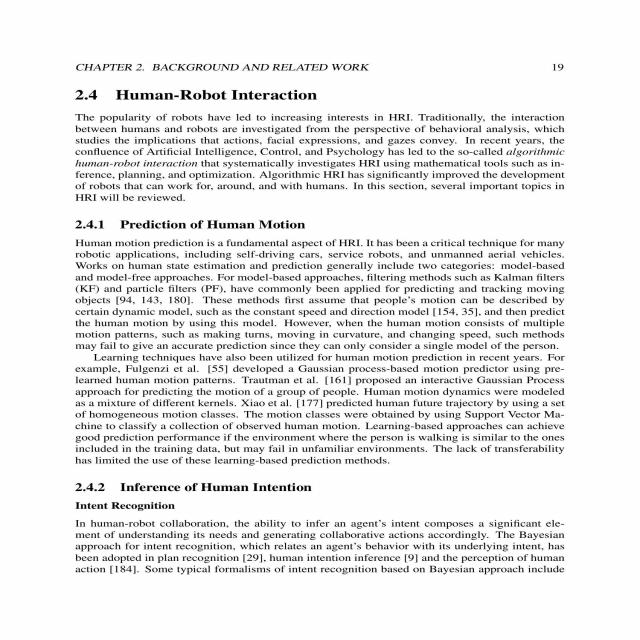 CHAPTER 2. BACKGROUND AND RELATED WORK 19
2.4 Human-Robot Interaction
The popularity of robots have led to increasing interests in HRI. Traditionally, the interaction
between humans and robots are investigated from the perspective of behavioral analysis, which
studies the implications that actions, facial expressions, and gazes convey. In recent years, the
confluence of Artificial Intelligence, Control, and Psychology has led to the so-called algorithmic
human-robot interaction that systematically investigates HRI using mathematical tools such as in-
ference, planning, and optimization. Algorithmic HRI has significantly improved the development
of robots that can work for, around, and with humans. In this section, several important topics in
HRI will be reviewed.
2.4.1 Prediction of Human Motion
Human motion prediction is a fundamental aspect of HRI. It has been a critical technique for many
robotic applications, including self-driving cars, service robots, and unmanned aerial vehicles.
Works on human state estimation and prediction generally include two categories: model-based
and model-free approaches. For model-based approaches, filtering methods such as Kalman filters
(KF) and particle filters (PF), have commonly been applied for predicting and tracking moving
objects [94, 143, 180]. These methods first assume that people's motion can be described by
certain dynamic model, such as the constant speed and direction model [154, 35], and then predict
the human motion by using this model. However, when the human motion consists of multiple
motion patterns, such as making turns, moving in curvature, and changing speed, such methods
may fail to give an accurate prediction since they can only consider a single model of the person.
Learning techniques have also been utilized for human motion prediction in recent years. For
example, Fulgenzi et al. [55] developed a Gaussian process-based motion predictor using pre-
learned human motion patterns. Trautman et al. [161] proposed an interactive Gaussian Process
approach for predicting the motion of a group of people. Human motion dynamics were modeled
as a mixture of different kernels. Xiao et al. [177] predicted human future trajectory by using a set
of homogeneous motion classes. The motion classes were obtained by using Support Vector Ma-
chine to classify a collection of observed human motion. Learning-based approaches can achieve
good prediction performance if the environment where the person is walking is similar to the ones
included in the training data, but may fail in unfamiliar environments. The lack of transferability
has limited the use of these learning-based prediction methods.
2.4.2 Inference of Human Intention
Intent Recognition
In human-robot collaboration, the ability to infer an agent's intent composes a significant ele-
ment of understanding its needs and generating collaborative actions accordingly. The Bayesian
approach for intent recognition, which relates an agent's behavior with its underlying intent, has
been adopted in plan recognition [29], human intention inference [9] and the perception of human
action [184]. Some typical formalisms of intent recognition based on Bayesian approach include